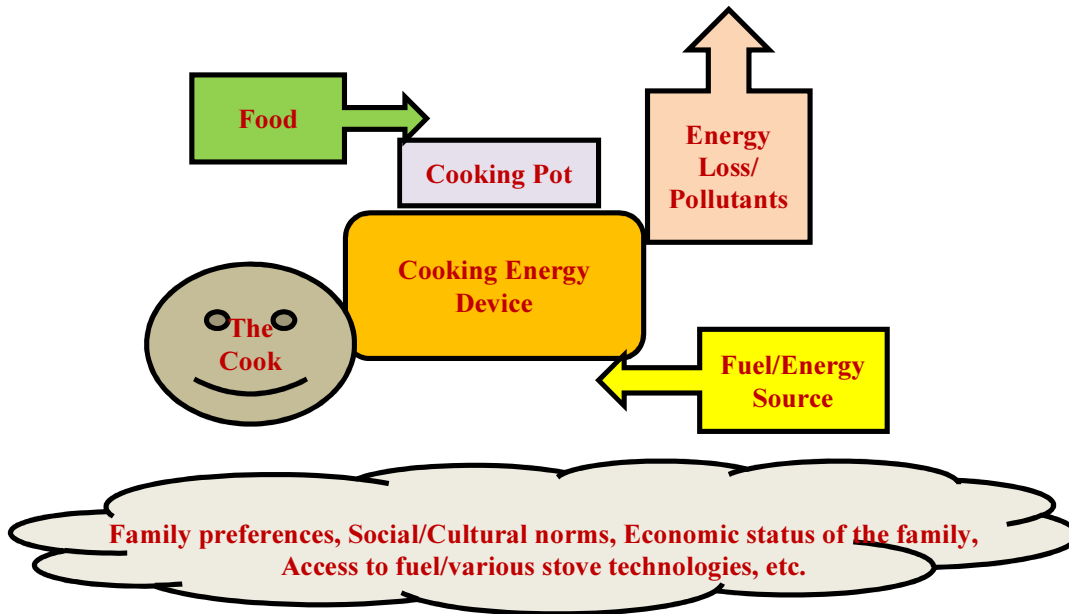 Food
Energy
Loss/
Pollutants
Cooking Pot
Cooking Energy
Device
The
Cook
Fuel/Energy
Source
Family preferences, Social/Cultural norms, Economic status of the family,
Access to fuel/various stove technologies, etc.